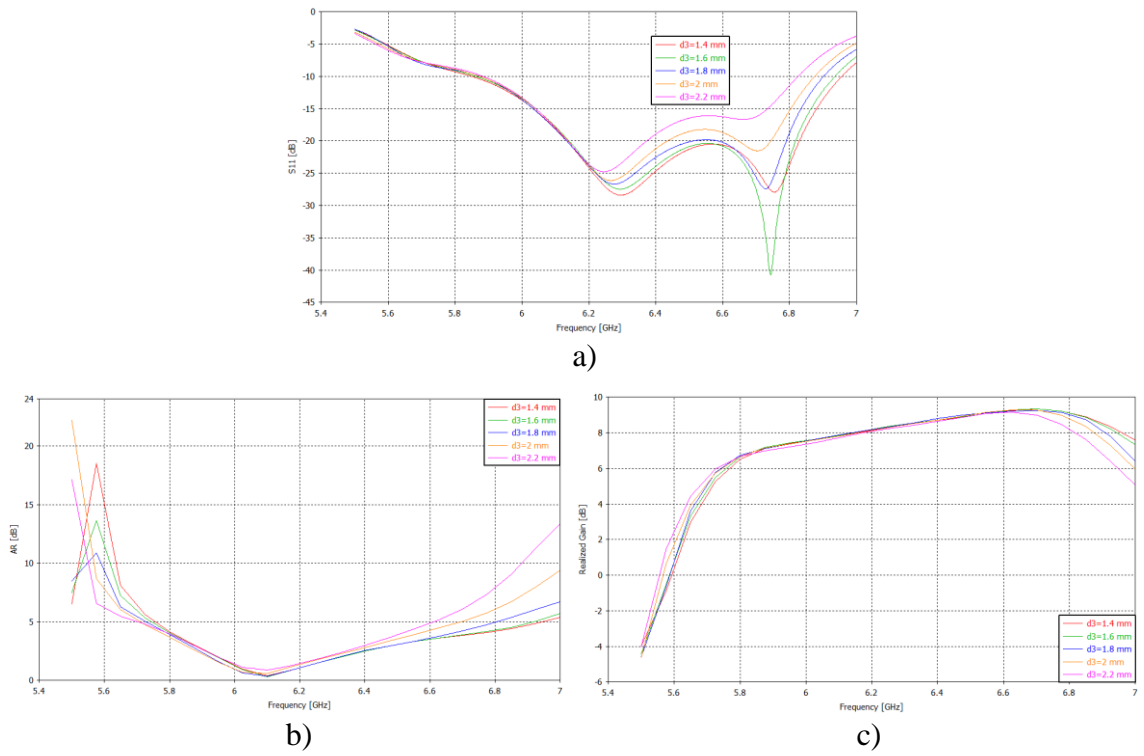 0
-5
-10
-15
-20
-25
-30
-35
-40
-45
S11 [dB]
d3=1.4 mm
d3=1.6 mm
d3=1.8 mm
d3=2 mm
d3=2.2 mm
5.4 5.6 5.8 6 6.2 6.4 6.6 6.8 7
Frequency [GHz]
a)
24
20
15
10
5
0
AR [dB]
d3=1.4 mm
d3=1.6 mm
d3=1.8 mm
d3=2 mm
d3=2.2 mm
5.4 5.6 5.8 6 6.2 6.4 6.6 6.8 7
Frequency [GHz]
b)
10
8
6
4
2
0
-2
-4
-6
Realized Gain [dB]
d3=1.4 mm
d3=1.6 mm
d3=1.8 mm
d3=2 mm
d3=2.2 mm
5.4 5.6 5.8 6 6.2 6.4 6.6 6.8 7
Frequency [GHz]
c)